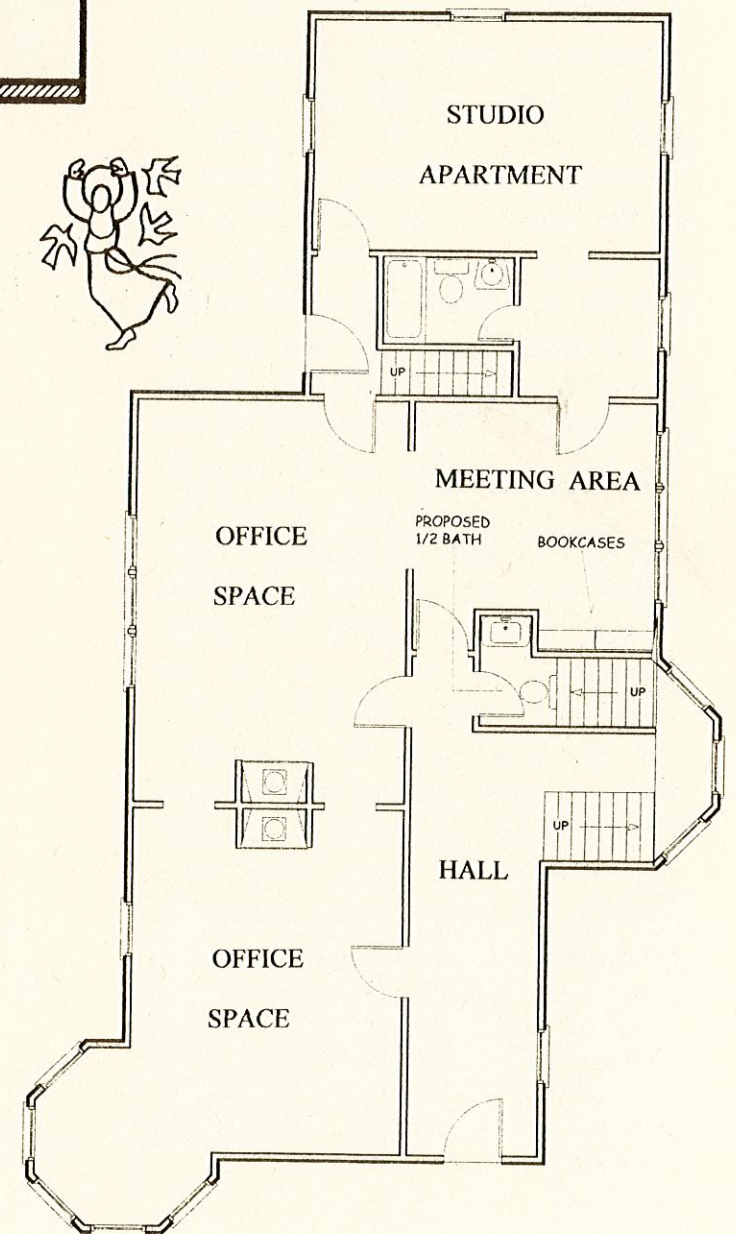 STUDIO
APARTMENT
UP
MEETING AREA
PROPOSED
1/2 BATH
BOOKCASES
OFFICE
SPACE
UP
UP
HALL
OFFICE
SPACE